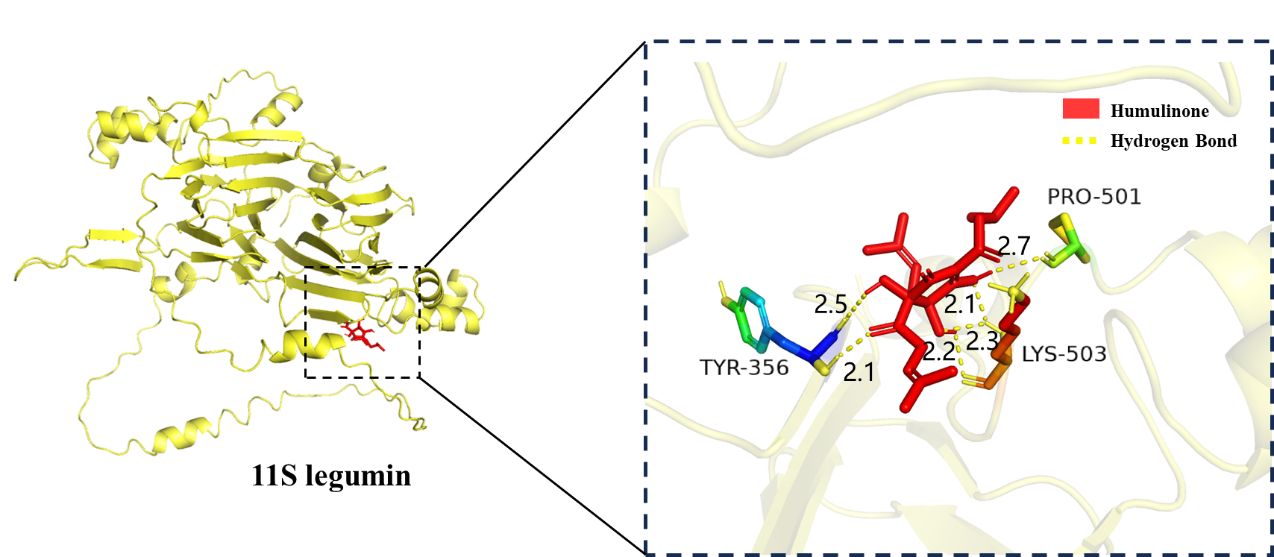 Humulinone
Hydrogen Bond
PRO-501
2.7
2.5
2.1
TYR-356
2.1
2.2
2.3
LYS-503
11S legumin